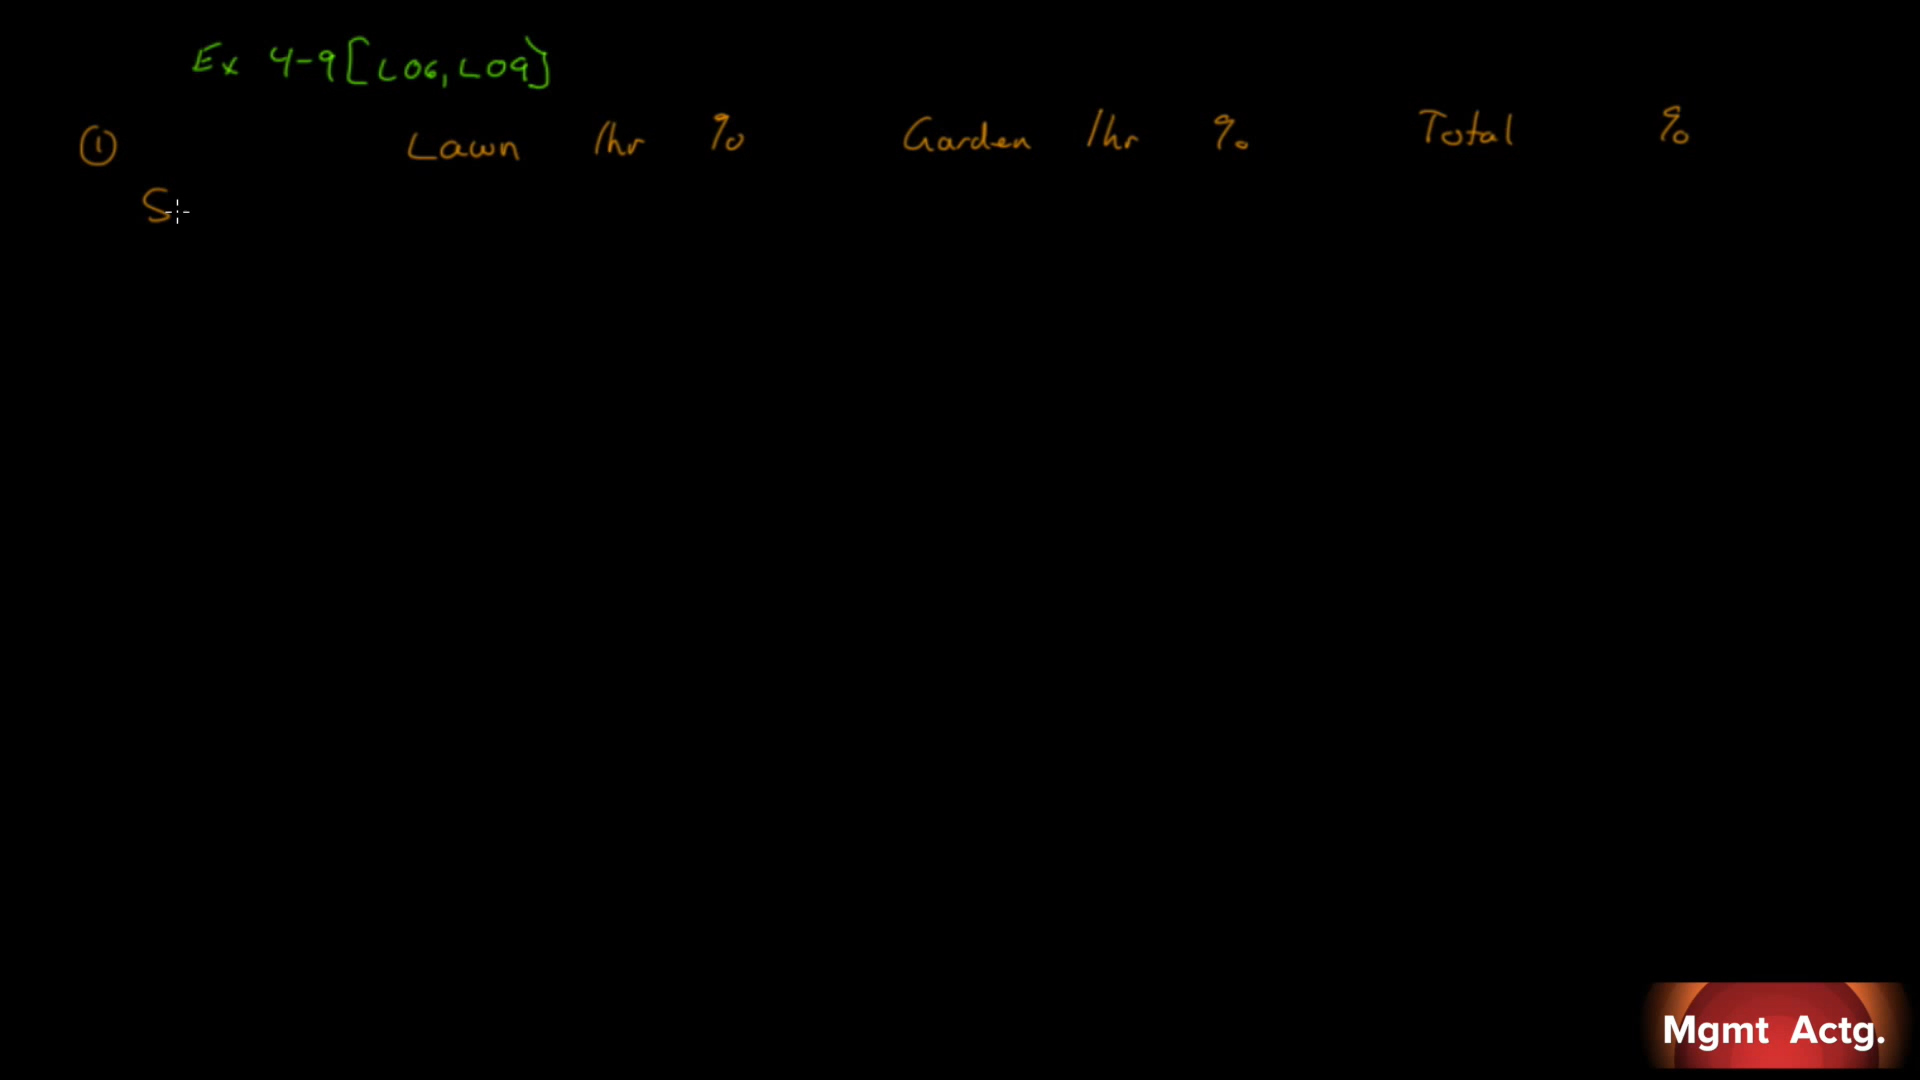 Ex 4-9 [LO6, LO9]
① Lawn /hr % Garden /hr % Total %
S
Mgmt Actg.